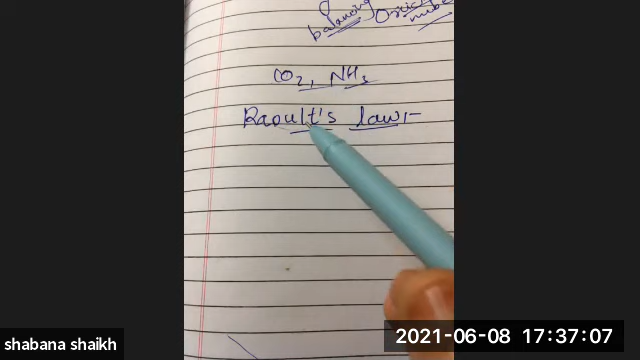 balancing
CO2, NH3
Raoult's law:-
shabana shaikh
2021-06-08 17:37:07